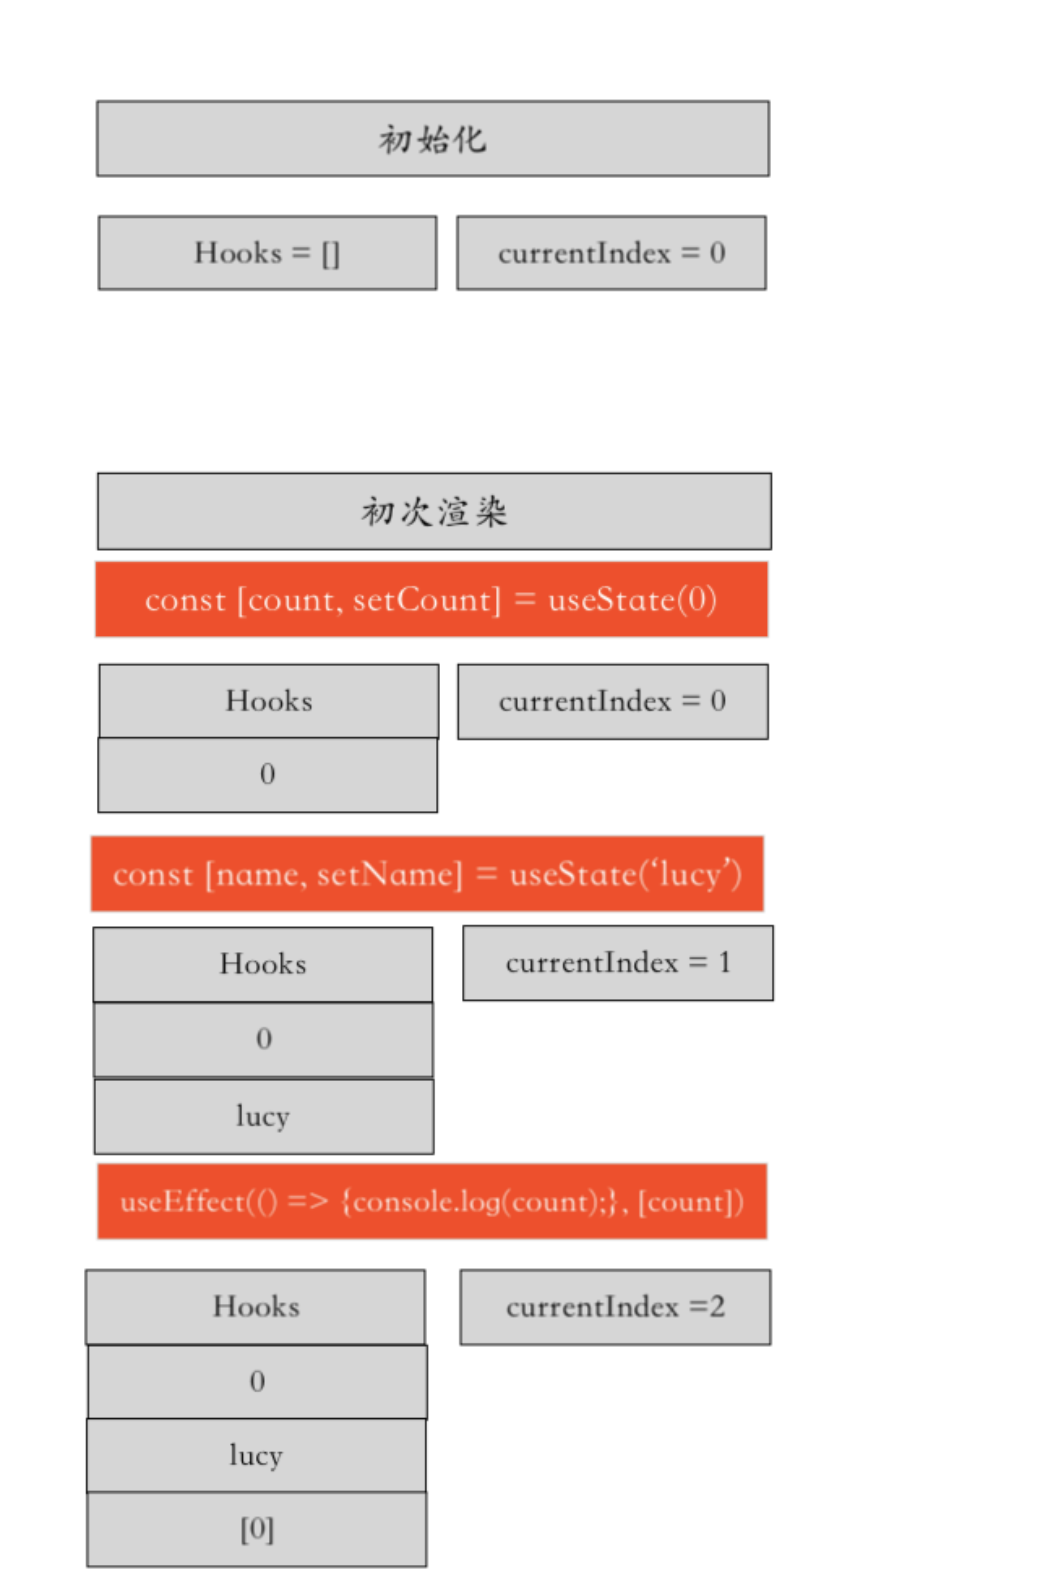 初始化
Hooks = []
currentIndex = 0
初次渲染
const [count, setCount] = useState(0)
Hooks
currentIndex = 0
0
const [name, setName] = useState(‘lucy’)
Hooks
currentIndex = 1
0
lucy
useEffect(() => {console.log(count);}, [count])
Hooks
currentIndex =2
0
lucy
[0]